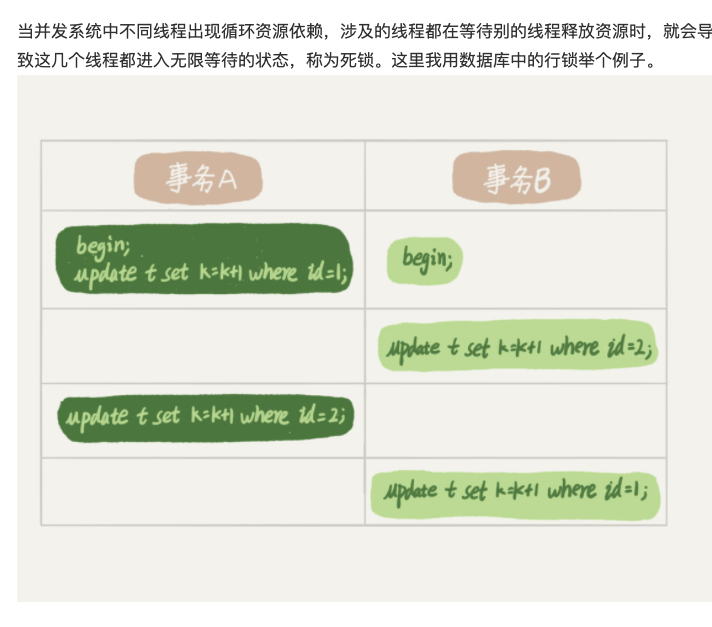 当并发系统中不同线程出现循环资源依赖，涉及的线程都在等待别的线程释放资源时，就会导
致这几个线程都进入无限等待的状态，称为死锁。这里我用数据库中的行锁举个例子。
事务A
事务B
begin;
update t set k=k+1 where id=1;
begin;
update t set k=k+1 where id=2;
update t set k=k+1 where id=2;
update t set k=k+1 where id=1;